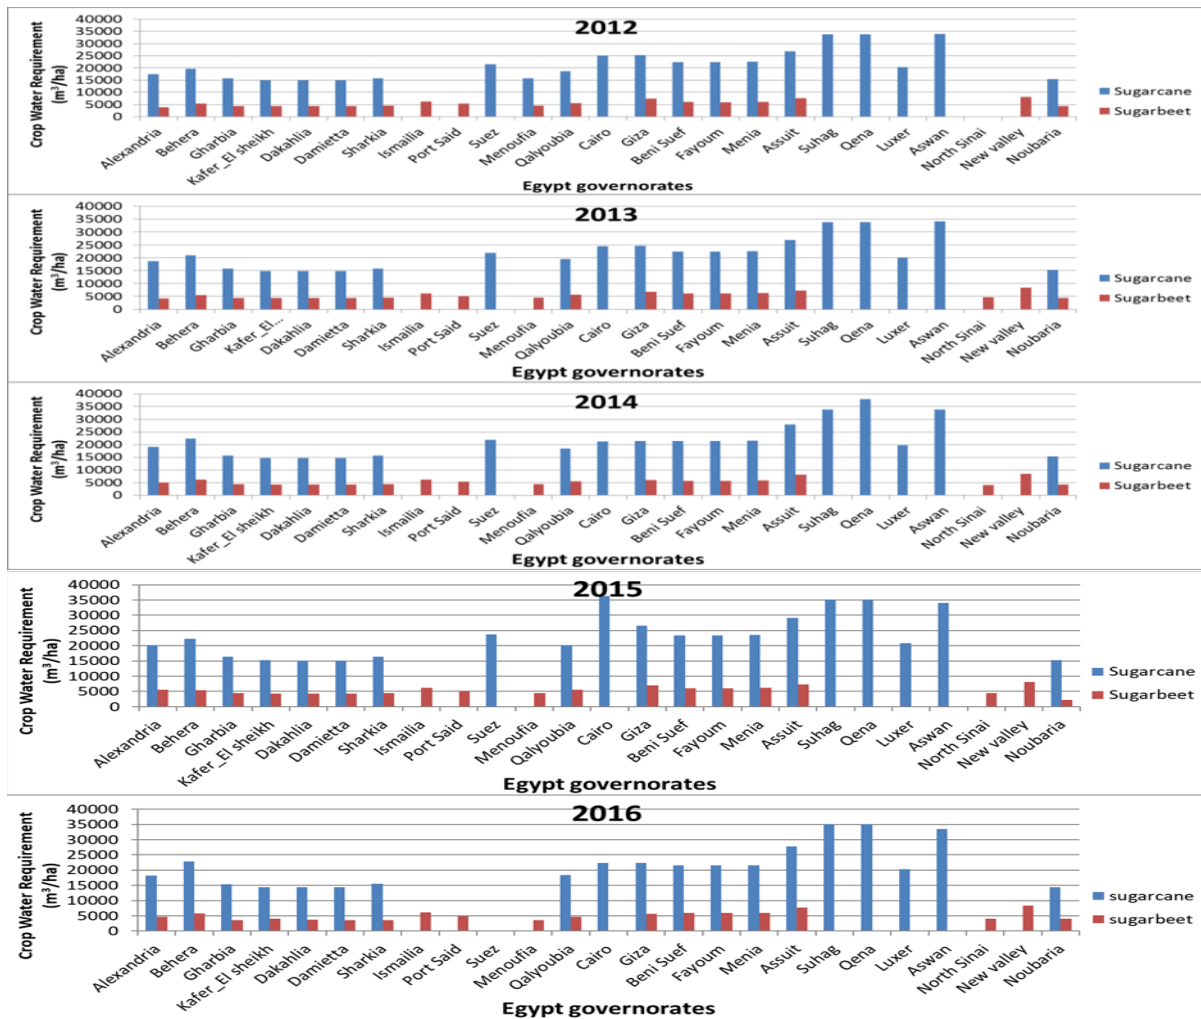 2012
Crop Water Requirement
(m³/ha)
40000
35000
30000
25000
20000
15000
10000
5000
0
Alexandria
Behera
Gharbia
Kafer_El sheikh
Dakahlia
Damietta
Sharkia
Ismailia
Port Said
Suez
Menoufia
Qalyoubia
Cairo
Giza
Beni Suef
Fayoum
Menia
Assuit
Suhag
Qena
Luxer
Aswan
North Sinai
New valley
Noubaria
Egypt governorates
Sugarcane
Sugarbeet
2013
Crop Water Requirement
(m³/ha)
40000
35000
30000
25000
20000
15000
10000
5000
0
Alexandria
Behera
Gharbia
Kafer_El...
Dakahlia
Damietta
Sharkia
Ismailia
Port Said
Suez
Menoufia
Qalyoubia
Cairo
Giza
Beni Suef
Fayoum
Menia
Assuit
Suhag
Qena
Luxer
Aswan
North Sinai
New valley
Noubaria
Egypt governorates
Sugarcane
Sugarbeet
2014
Crop Water Requirement
(m³/ha)
40000
35000
30000
25000
20000
15000
10000
5000
0
Alexandria
Behera
Gharbia
Kafer_El sheikh
Dakahlia
Damietta
Sharkia
Ismailia
Port Said
Suez
Menoufia
Qalyoubia
Cairo
Giza
Beni Suef
Fayoum
Menia
Assuit
Suhag
Qena
Luxer
Aswan
North Sinai
New valley
Noubaria
Egypt governorates
Sugarcane
Sugarbeet
2015
Crop Water Requirement
(m³/ha)
40000
35000
30000
25000
20000
15000
10000
5000
0
Alexandria
Behera
Gharbia
Kafer_El sheikh
Dakahlia
Damietta
Sharkia
Ismailia
Port Said
Suez
Menoufia
Qalyoubia
Cairo
Giza
Beni Suef
Fayoum
Menia
Assuit
Suhag
Qena
Luxer
Aswan
North Sinai
New valley
Noubaria
Egypt governorates
Sugarcane
Sugarbeet
2016
Crop Water Requirement
(m³/ha)
40000
35000
30000
25000
20000
15000
10000
5000
0
Alexandria
Behera
Gharbia
Kafer_El sheikh
Dakahlia
Damietta
Sharkia
Ismailia
Port Said
Suez
Menoufia
Qalyoubia
Cairo
Giza
Beni Suef
Fayoum
Menia
Assuit
Suhag
Qena
Luxer
Aswan
North Sinai
New valley
Noubaria
Egypt governorates
sugarcane
sugarbeet